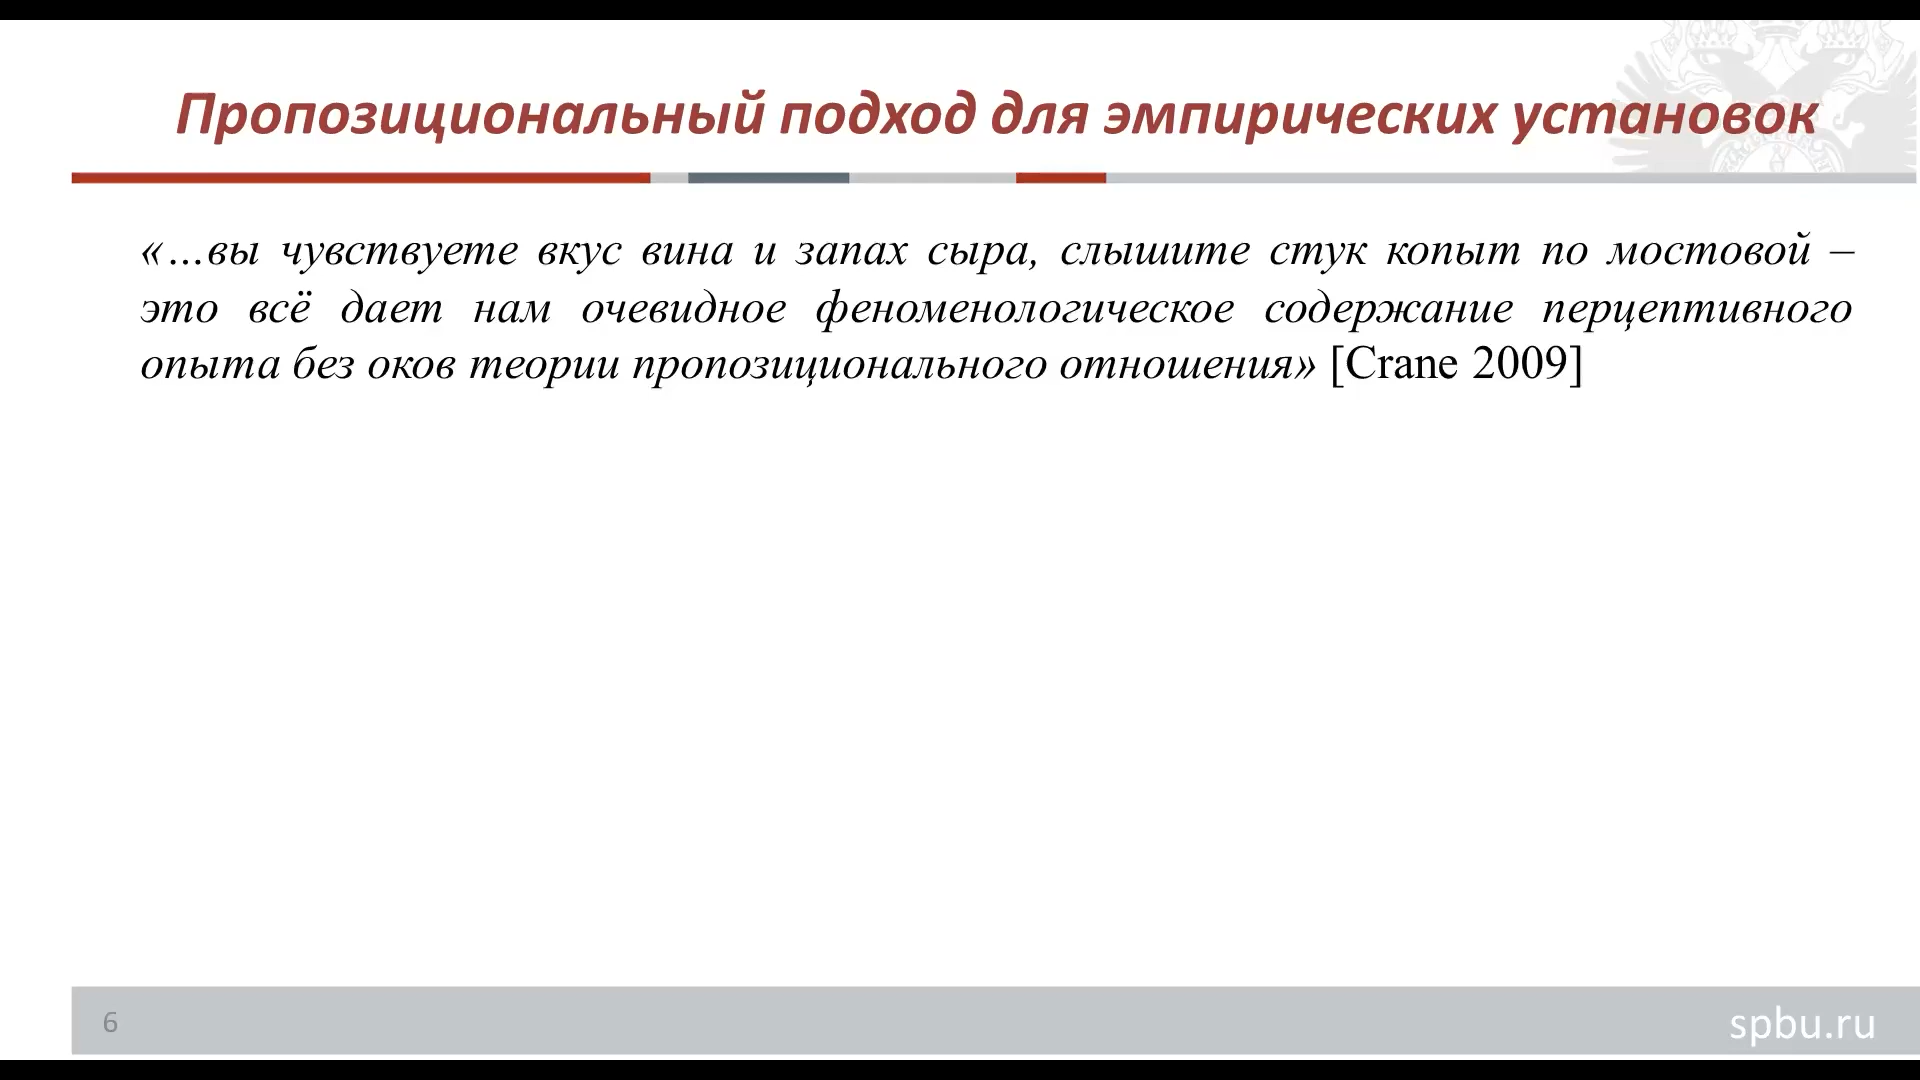 Пропозициональный подход для эмпирических установок
«…вы чувствуете вкус вина и запах сыра, слышите стук копыт по мостовой –
это всё дает нам очевидное феноменологическое содержание перцептивного
опыта без оков теории пропозиционального отношения» [Crane 2009]
6
spbu.ru